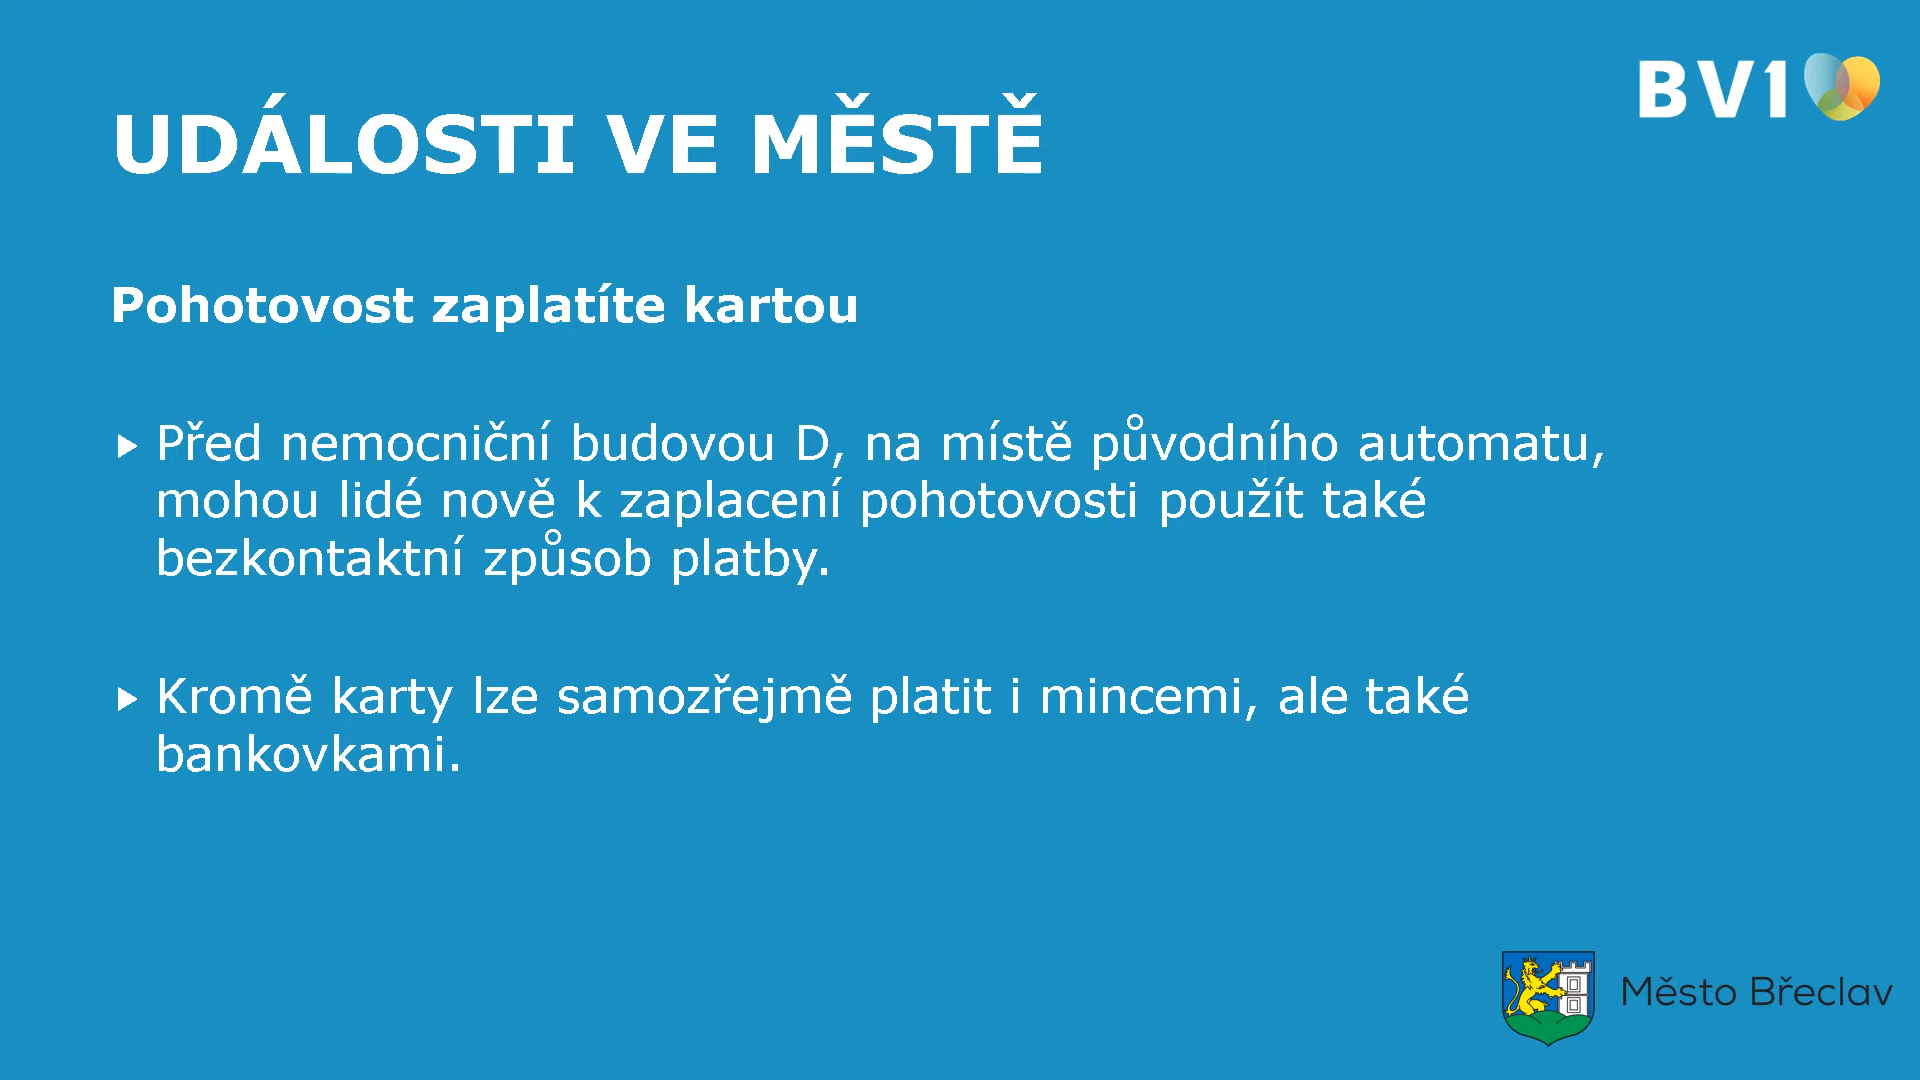 BV1
UDÁLOSTI VE MĚSTĚ
Pohotovost zaplatíte kartou
Před nemocniční budovou D, na místě původního automatu,
mohou lidé nově k zaplacení pohotovosti použít také
bezkontaktní způsob platby.
Kromě karty lze samozřejmě platit i mincemi, ale také
bankovkami.
Město Břeclav